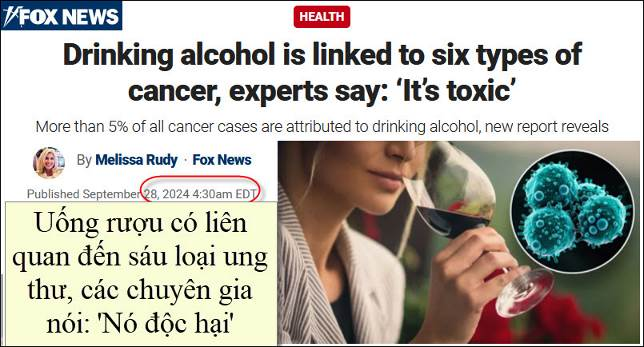 FOX NEWS
HEALTH
Drinking alcohol is linked to six types of
cancer, experts say: ‘It’s toxic’
More than 5% of all cancer cases are attributed to drinking alcohol, new report reveals
By Melissa Rudy · Fox News
Published September 28, 2024 4:30am EDT
Uống rượu có liên
quan đến sáu loại ung
thư, các chuyên gia
nói: 'Nó độc hại'